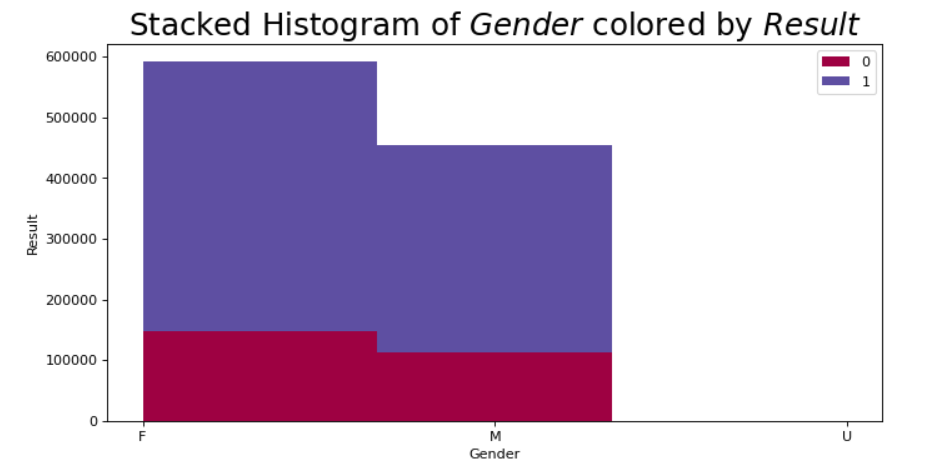 Stacked Histogram of Gender colored by Result
600000
500000
400000
300000
200000
100000
0
Result
0
1
F M U
Gender